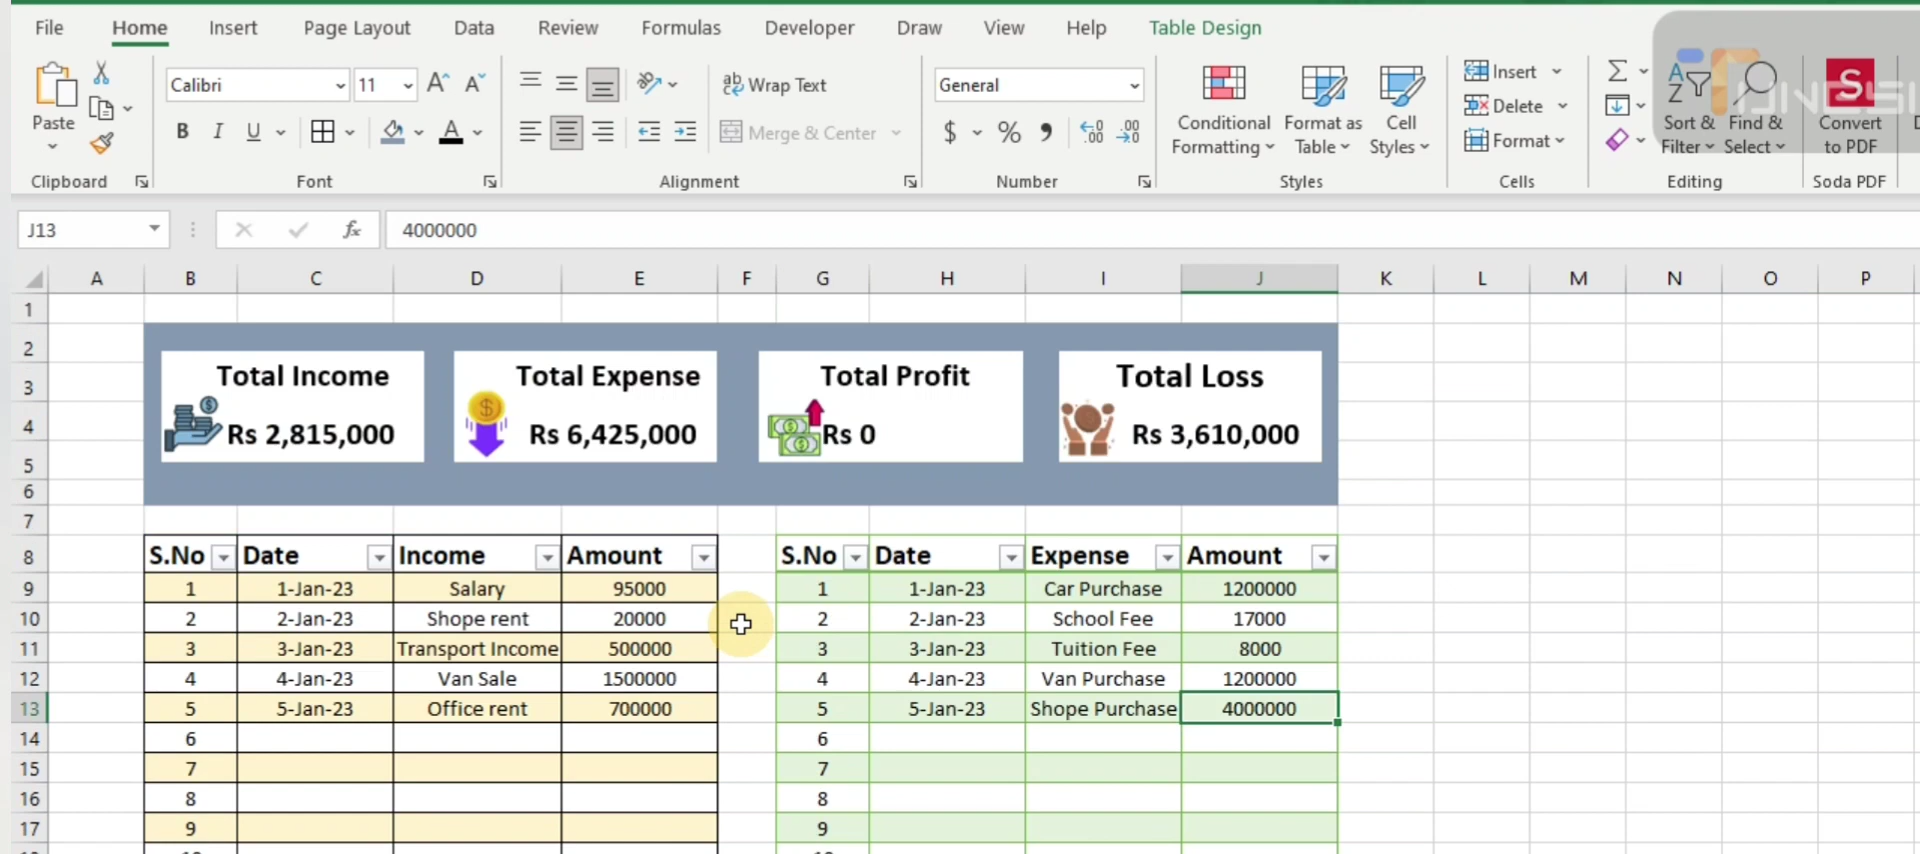 File Home Insert Page Layout Data Review Formulas Developer Draw View Help Table Design
Paste
Clipboard
Calibri 11
B I U A
Font
Wrap Text
Merge & Center
Alignment
General
$ % 9
Number
Conditional Formatting
Format as Table
Cell Styles
Styles
Insert
Delete
Format
Cells
Sort & Filter
Find & Select
Editing
S
Convert to PDF
Soda PDF
J13 fx 4000000
A B C D E F G H I J K L M N O P
1
2
3
4
5
6
7
Total Income
Rs 2,815,000
Total Expense
Rs 6,425,000
Total Profit
Rs 0
Total Loss
Rs 3,610,000
8 S.No Date Income Amount S.No Date Expense Amount
9 1 1-Jan-23 Salary 95000 1 1-Jan-23 Car Purchase 1200000
10 2 2-Jan-23 Shope rent 20000 2 2-Jan-23 School Fee 17000
11 3 3-Jan-23 Transport Income 500000 3 3-Jan-23 Tuition Fee 8000
12 4 4-Jan-23 Van Sale 1500000 4 4-Jan-23 Van Purchase 1200000
13 5 5-Jan-23 Office rent 700000 5 5-Jan-23 Shope Purchase 4000000
14 6 6
15 7 7
16 8 8
17 9 9